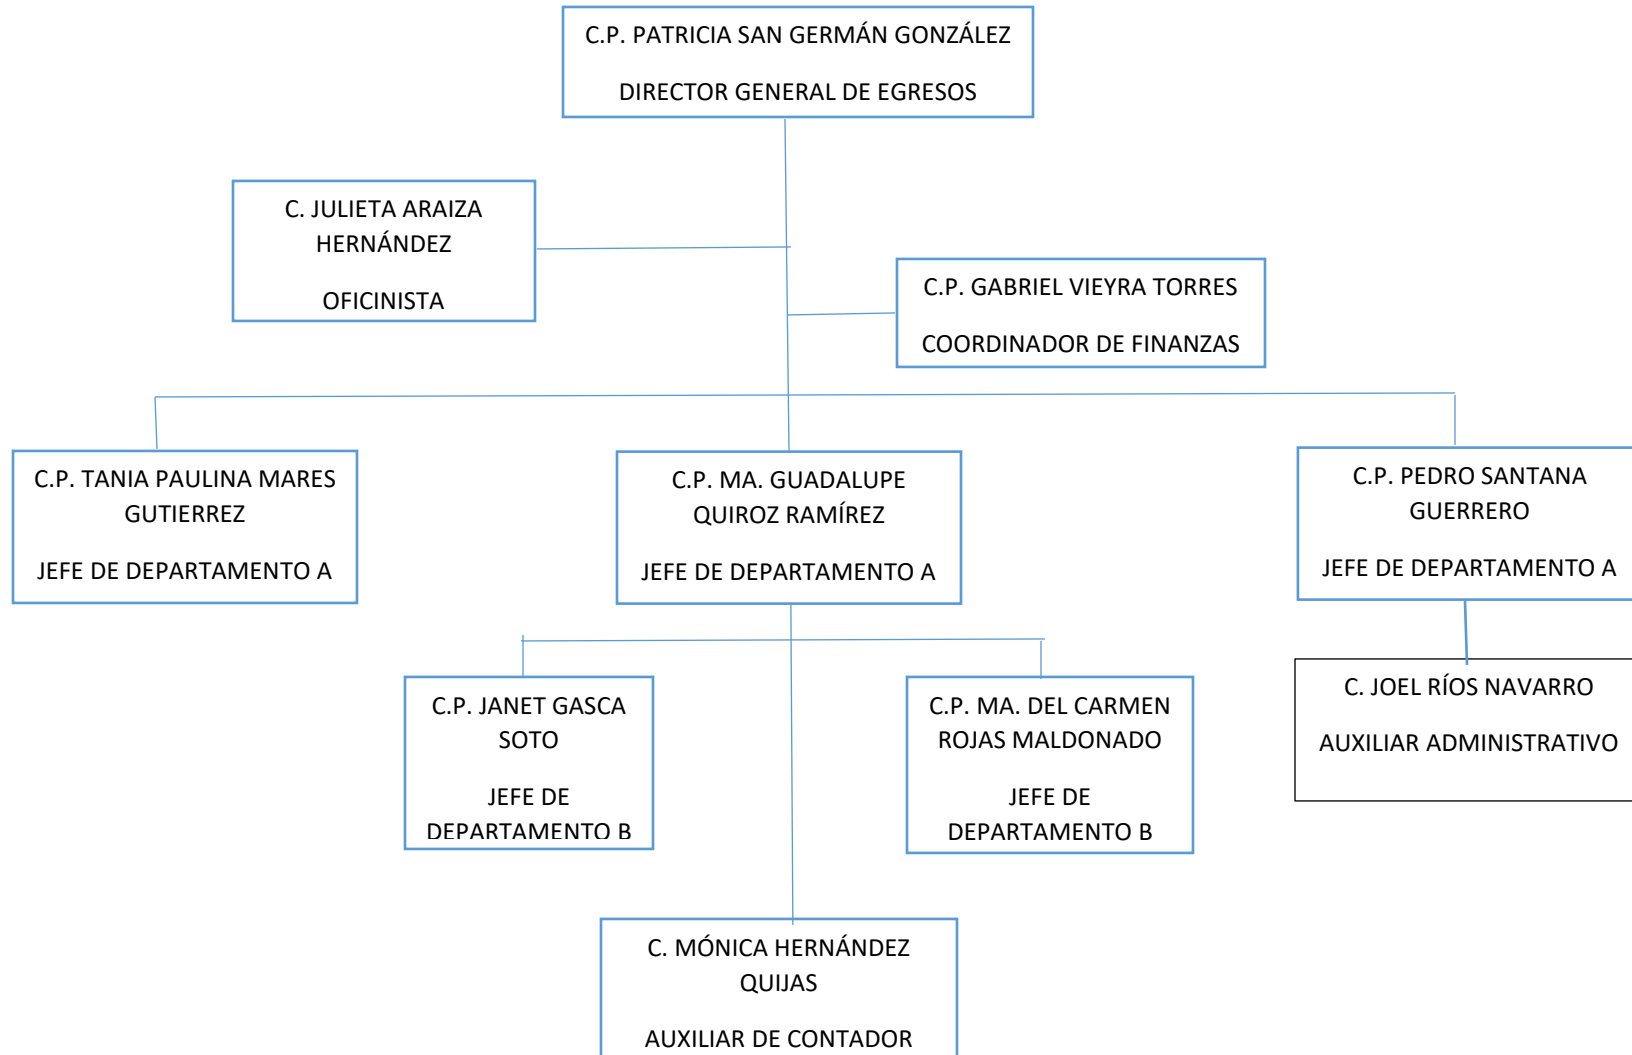 C.P. PATRICIA SAN GERMÁN GONZÁLEZ
DIRECTOR GENERAL DE EGRESOS
C. JULIETA ARAIZA
HERNÁNDEZ
OFICINISTA
C.P. GABRIEL VIEYRA TORRES
COORDINADOR DE FINANZAS
C.P. TANIA PAULINA MARES
GUTIERREZ
JEFE DE DEPARTAMENTO A
C.P. MA. GUADALUPE
QUIROZ RAMÍREZ
JEFE DE DEPARTAMENTO A
C.P. PEDRO SANTANA
GUERRERO
JEFE DE DEPARTAMENTO A
C.P. JANET GASCA
SOTO
JEFE DE
DEPARTAMENTO B
C.P. MA. DEL CARMEN
ROJAS MALDONADO
JEFE DE
DEPARTAMENTO B
C. JOEL RÍOS NAVARRO
AUXILIAR ADMINISTRATIVO
C. MÓNICA HERNÁNDEZ
QUIJAS
AUXILIAR DE CONTADOR